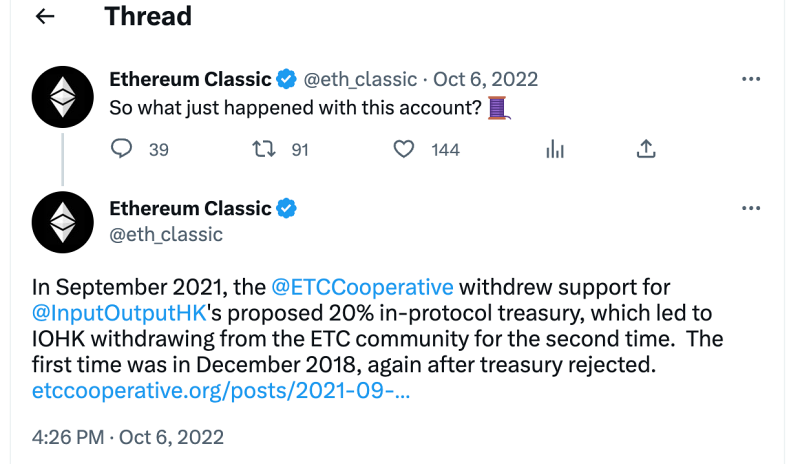 ← Thread
Ethereum Classic @eth_classic · Oct 6, 2022 ...
So what just happened with this account? 🧵
39 91 144
Ethereum Classic ...
@eth_classic
In September 2021, the @ETCCooperative withdrew support for
@InputOutputHK's proposed 20% in-protocol treasury, which led to
IOHK withdrawing from the ETC community for the second time.  The
first time was in December 2018, again after treasury rejected.
etccooperative.org/posts/2021-09-...
4:26 PM · Oct 6, 2022